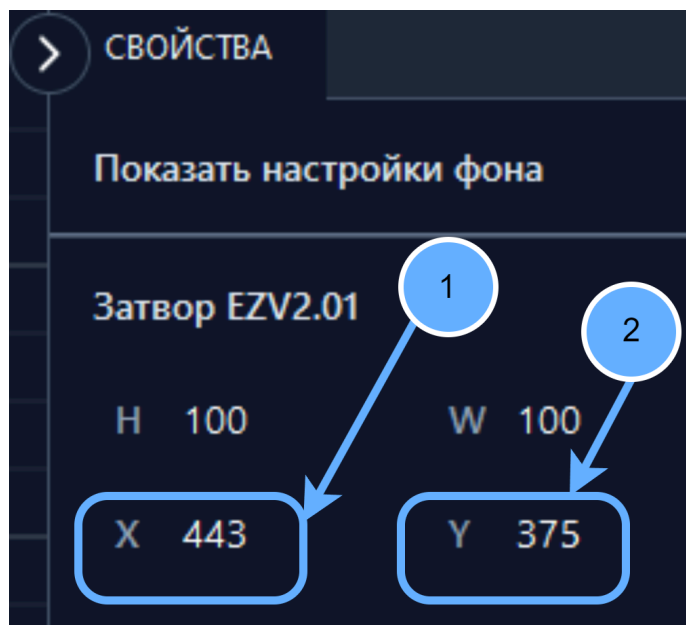 СВОЙСТВА
Показать настройки фона
Затвор EZV2.01
1
2
H 100 W 100
X 443 Y 375